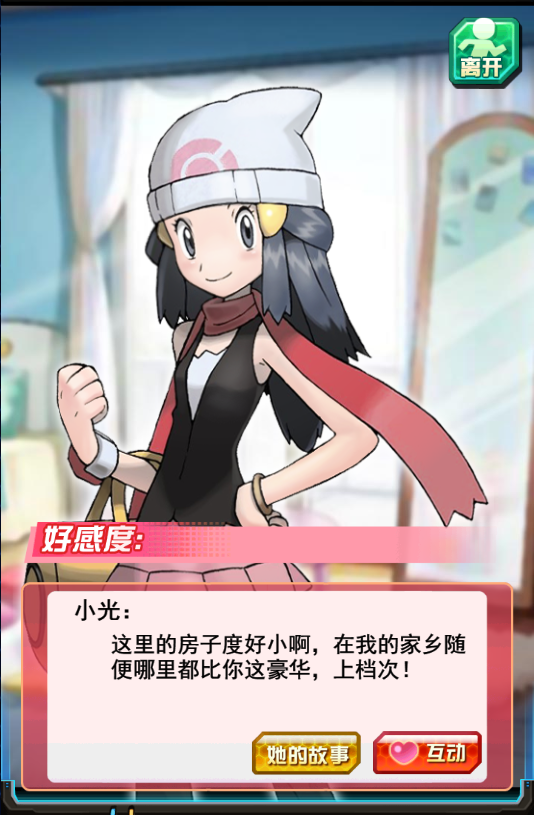 离开
好感度:
小光:
这里的房子度好小啊，在我的家乡随
便哪里都比你这豪华，上档次！
她的故事
互动